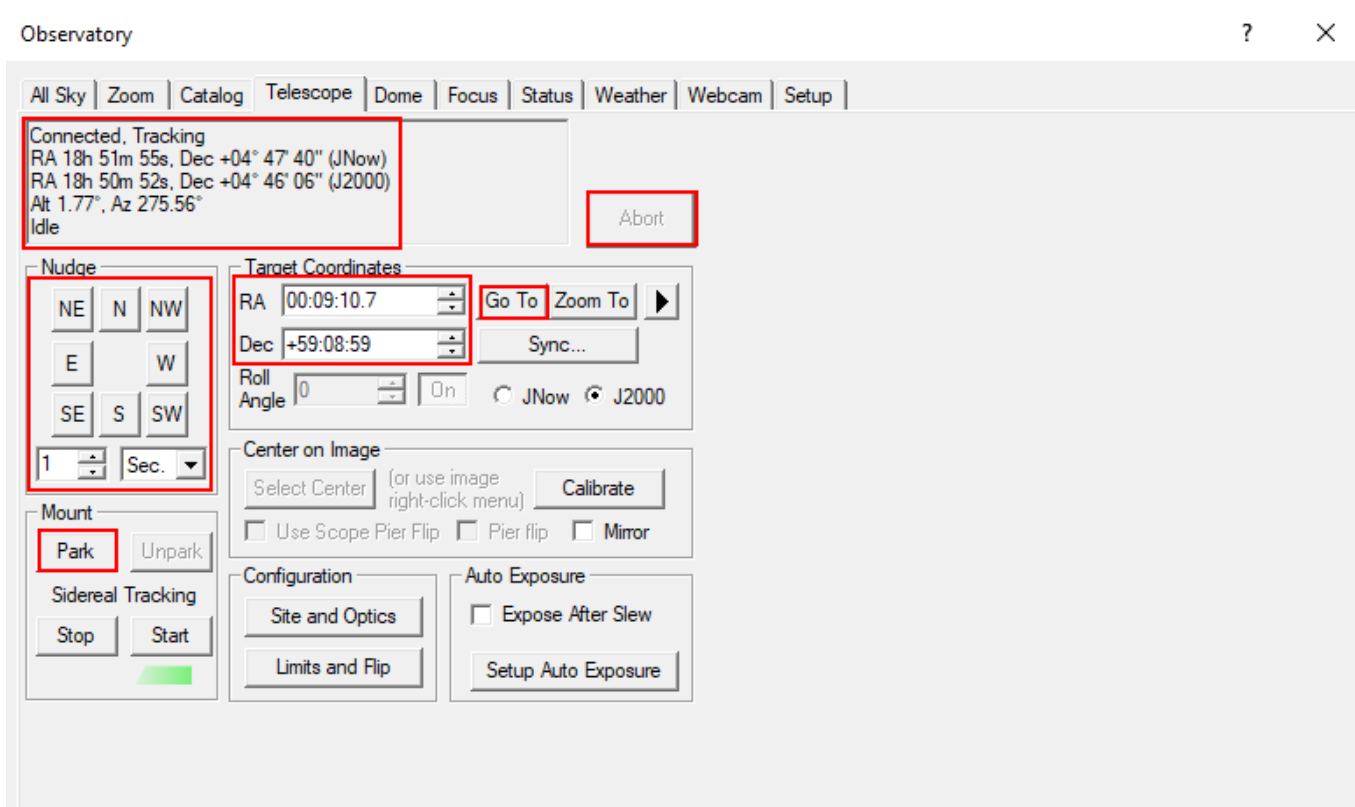 Observatory
?
All Sky Zoom Catalog Telescope Dome Focus Status Weather Webcam Setup
Connected, Tracking
RA 18h 51m 55s, Dec +04° 47' 40" (JNow)
RA 18h 50m 52s, Dec +04° 46' 06" (J2000)
Alt 1.77°, Az 275.56°
Idle
Abort
Nudge
NE N NW
E W
SE S SW
1 Sec.
Target Coordinates
RA 00:09:10.7 Go To Zoom To
Dec +59:08:59 Sync...
Roll
Angle 0 On JNow J2000
Center on Image
Select Center (or use image
right-click menu) Calibrate
Use Scope Pier Flip Pier flip Mirror
Mount
Park Unpark
Sidereal Tracking
Stop Start
Configuration
Site and Optics
Limits and Flip
Auto Exposure
Expose After Slew
Setup Auto Exposure